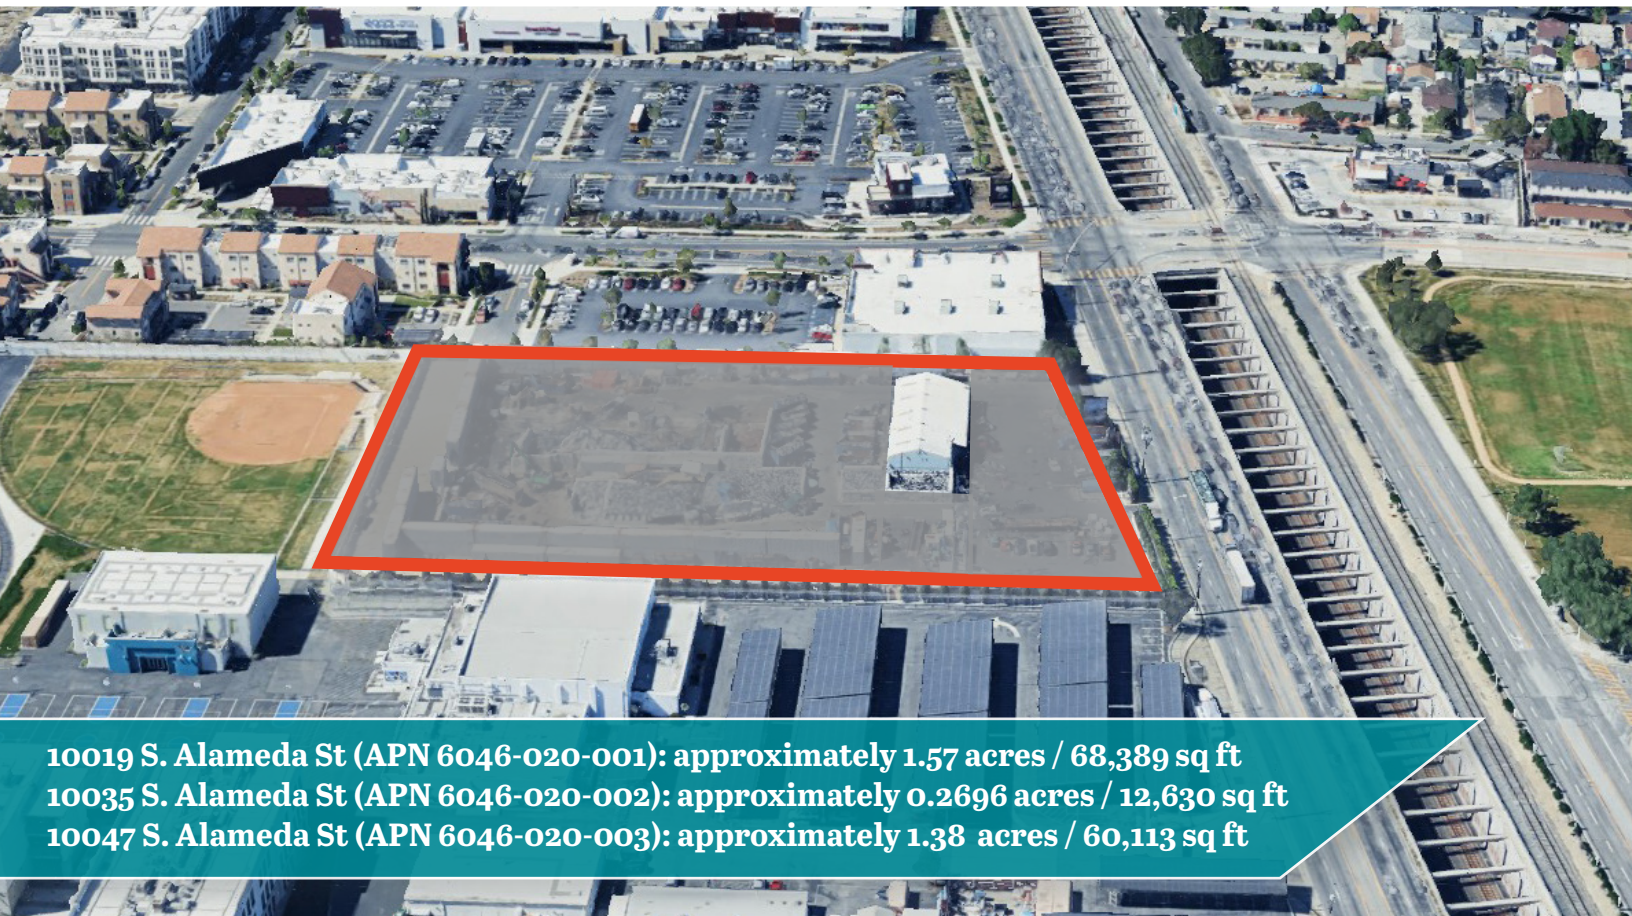 10019 S. Alameda St (APN 6046-020-001): approximately 1.57 acres / 68,389 sq ft
10035 S. Alameda St (APN 6046-020-002): approximately 0.2696 acres / 12,630 sq ft
10047 S. Alameda St (APN 6046-020-003): approximately 1.38 acres / 60,113 sq ft